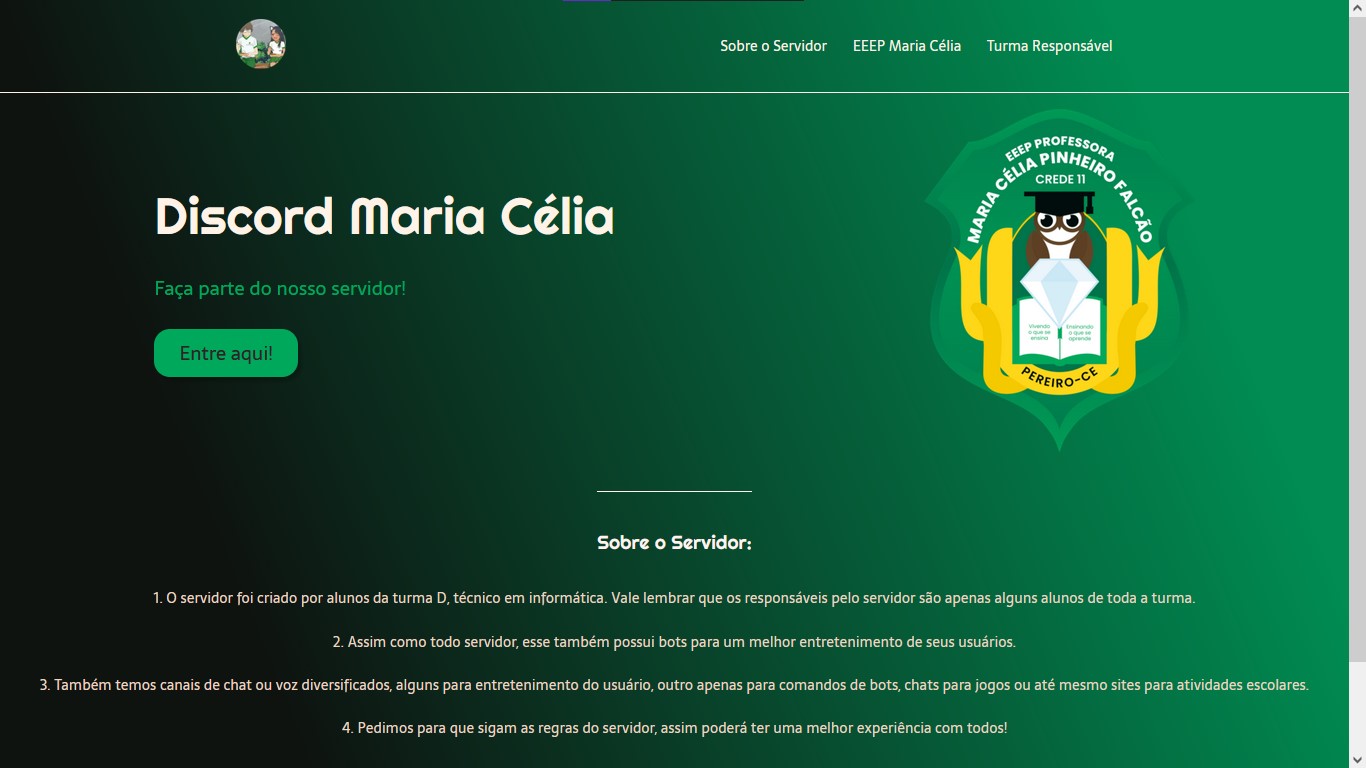 Sobre o Servidor
EEEP Maria Célia
Turma Responsável
EEEP PROFESSORA
MARIA CÉLIA PINHEIRO FALCÃO
CREDE 11
Discord Maria Célia
Faça parte do nosso servidor!
Entre aqui!
Vivendo
o que se
ensina
Ensinando
o que se
aprende
PEREIRO-CE
Sobre o Servidor:
1. O servidor foi criado por alunos da turma D, técnico em informática. Vale lembrar que os responsáveis pelo servidor são apenas alguns alunos de toda a turma.
2. Assim como todo servidor, esse também possui bots para um melhor entretenimento de seus usuários.
3. Também temos canais de chat ou voz diversificados, alguns para entretenimento do usuário, outro apenas para comandos de bots, chats para jogos ou até mesmo sites para atividades escolares.
4. Pedimos para que sigam as regras do servidor, assim poderá ter uma melhor experiência com todos!